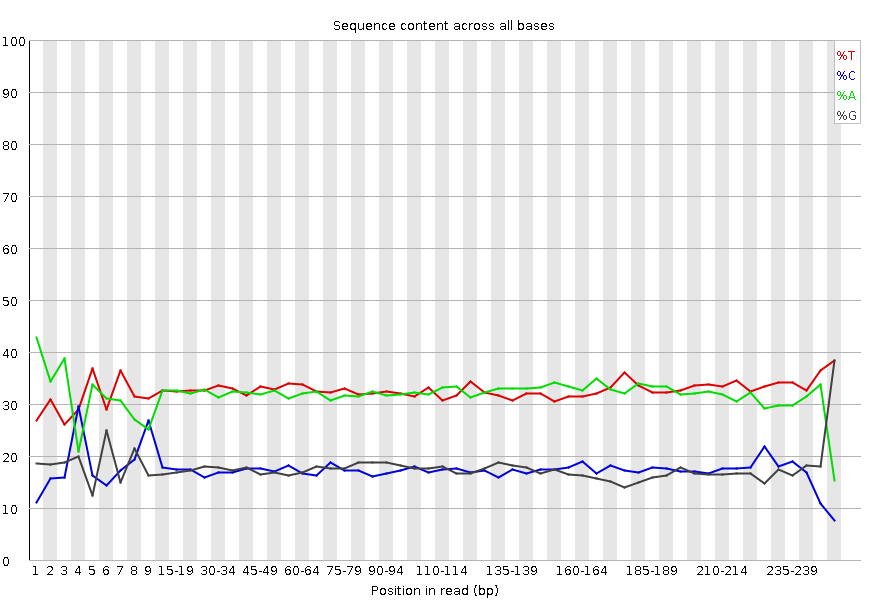 Sequence content across all bases
100
90
80
70
60
50
40
30
20
10
0
%T
%C
%A
%G
1 2 3 4 5 6 7 8 9 15-19 30-34 45-49 60-64 75-79 90-94 110-114 135-139 160-164 185-189 210-214 235-239
Position in read (bp)